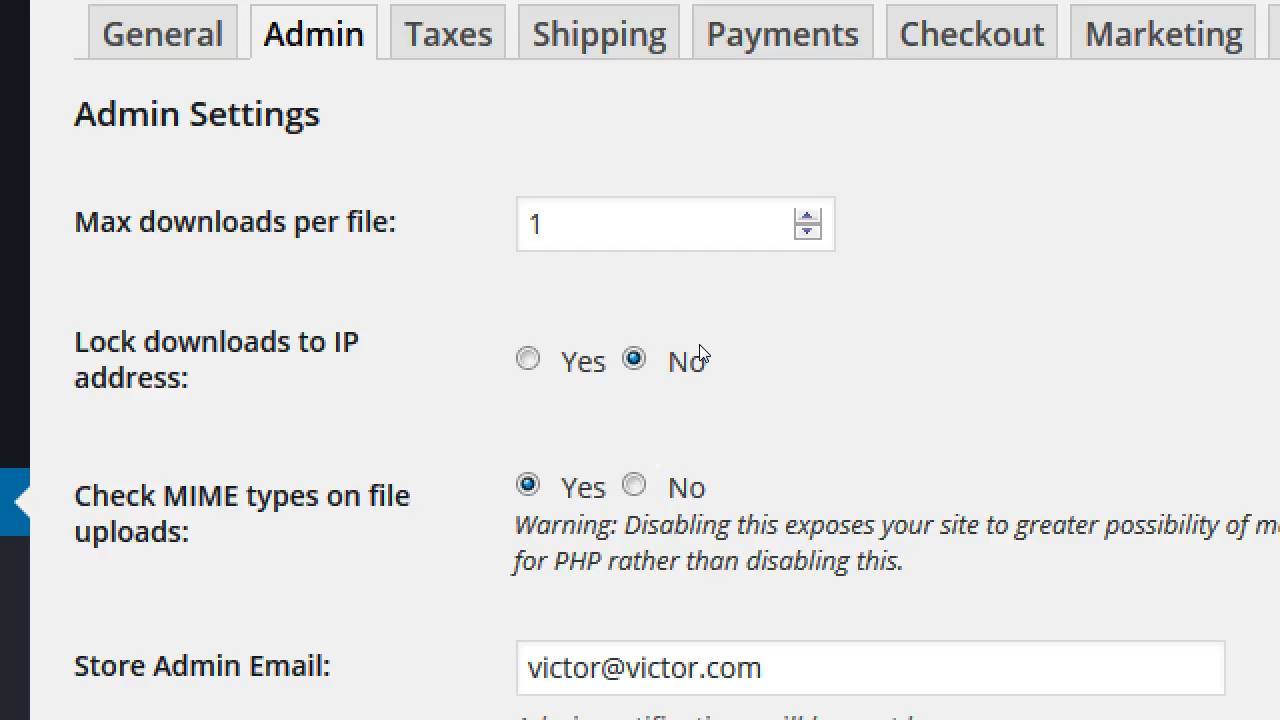 General Admin Taxes Shipping Payments Checkout Marketing
Admin Settings
Max downloads per file: 1
Lock downloads to IP
address:
Yes No
Check MIME types on file
uploads:
Yes No
Warning: Disabling this exposes your site to greater possibility of
for PHP rather than disabling this.
Store Admin Email: victor@victor.com